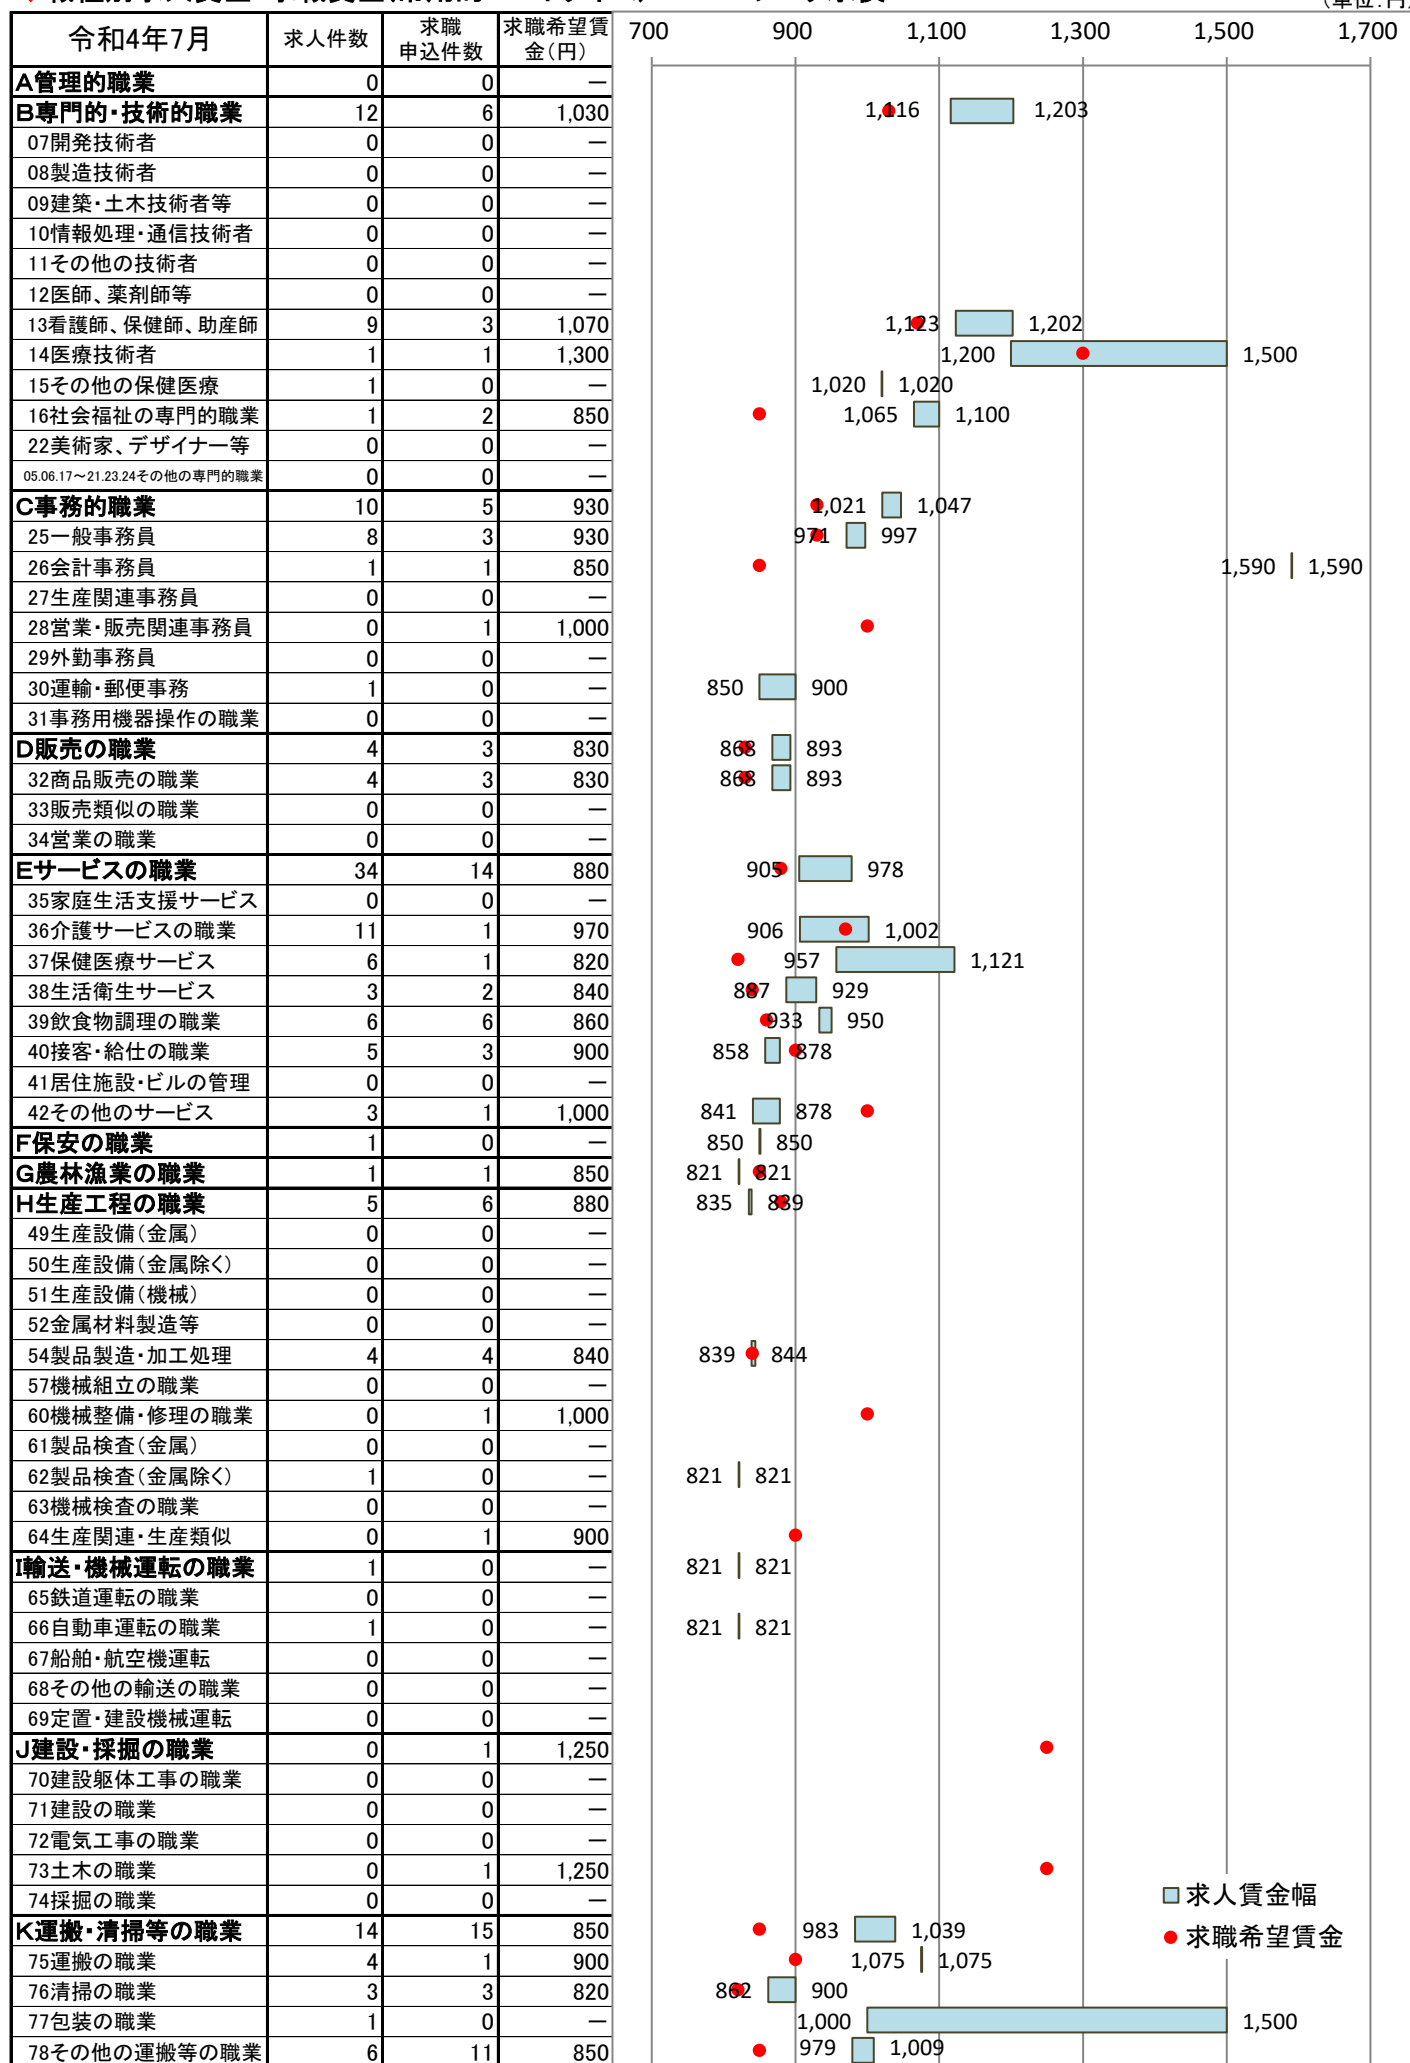 (単位:円)
令和4年7月 求人件数 求職申込件数 求職希望賃金(円) 700 900 1,100 1,300 1,500 1,700
A管理的職業 0 0 ―
B専門的・技術的職業 12 6 1,030 1,116 1,203
07開発技術者 0 0 ―
08製造技術者 0 0 ―
09建築・土木技術者等 0 0 ―
10情報処理・通信技術者 0 0 ―
11その他の技術者 0 0 ―
12医師、薬剤師等 0 0 ―
13看護師、保健師、助産師 9 3 1,070 1,123 1,202
14医療技術者 1 1 1,300 1,200 1,500
15その他の保健医療 1 0 ― 1,020 1,020
16社会福祉の専門的職業 1 2 850 1,065 1,100
22美術家、デザイナー等 0 0 ―
05.06.17~21.23.24その他の専門的職業 0 0 ―
C事務的職業 10 5 930 1,021 1,047
25一般事務員 8 3 930 971 997
26会計事務員 1 1 850 1,590 1,590
27生産関連事務員 0 0 ―
28営業・販売関連事務員 0 1 1,000
29外勤事務員 0 0 ―
30運輸・郵便事務 1 0 ― 850 900
31事務用機器操作の職業 0 0 ―
D販売の職業 4 3 830 868 893
32商品販売の職業 4 3 830 868 893
33販売類似の職業 0 0 ―
34営業の職業 0 0 ―
Eサービスの職業 34 14 880 905 978
35家庭生活支援サービス 0 0 ―
36介護サービスの職業 11 1 970 906 1,002
37保健医療サービス 6 1 820 957 1,121
38生活衛生サービス 3 2 840 887 929
39飲食物調理の職業 6 6 860 933 950
40接客・給仕の職業 5 3 900 858 878
41居住施設・ビルの管理 0 0 ―
42その他のサービス 3 1 1,000 841 878
F保安の職業 1 0 ― 850 850
G農林漁業の職業 1 1 850 821 821
H生産工程の職業 5 6 880 835 839
49生産設備(金属) 0 0 ―
50生産設備(金属除く) 0 0 ―
51生産設備(機械) 0 0 ―
52金属材料製造等 0 0 ―
54製品製造・加工処理 4 4 840 839 844
57機械組立の職業 0 0 ―
60機械整備・修理の職業 0 1 1,000
61製品検査(金属) 0 0 ―
62製品検査(金属除く) 1 0 ― 821 821
63機械検査の職業 0 0 ―
64生産関連・生産類似 0 1 900
I輸送・機械運転の職業 1 0 ― 821 821
65鉄道運転の職業 0 0 ―
66自動車運転の職業 1 0 ― 821 821
67船舶・航空機運転 0 0 ―
68その他の輸送の職業 0 0 ―
69定置・建設機械運転 0 0 ―
J建設・採掘の職業 0 1 1,250
70建設躯体工事の職業 0 0 ―
71建設の職業 0 0 ―
72電気工事の職業 0 0 ―
73土木の職業 0 1 1,250
74採掘の職業 0 0 ―
求人賃金幅
K運搬・清掃等の職業 14 15 850 983 1,039
求職希望賃金
75運搬の職業 4 1 900 1,075 1,075
76清掃の職業 3 3 820 862 900
77包装の職業 1 0 ― 1,000 1,500
78その他の運搬等の職業 6 11 850 979 1,009